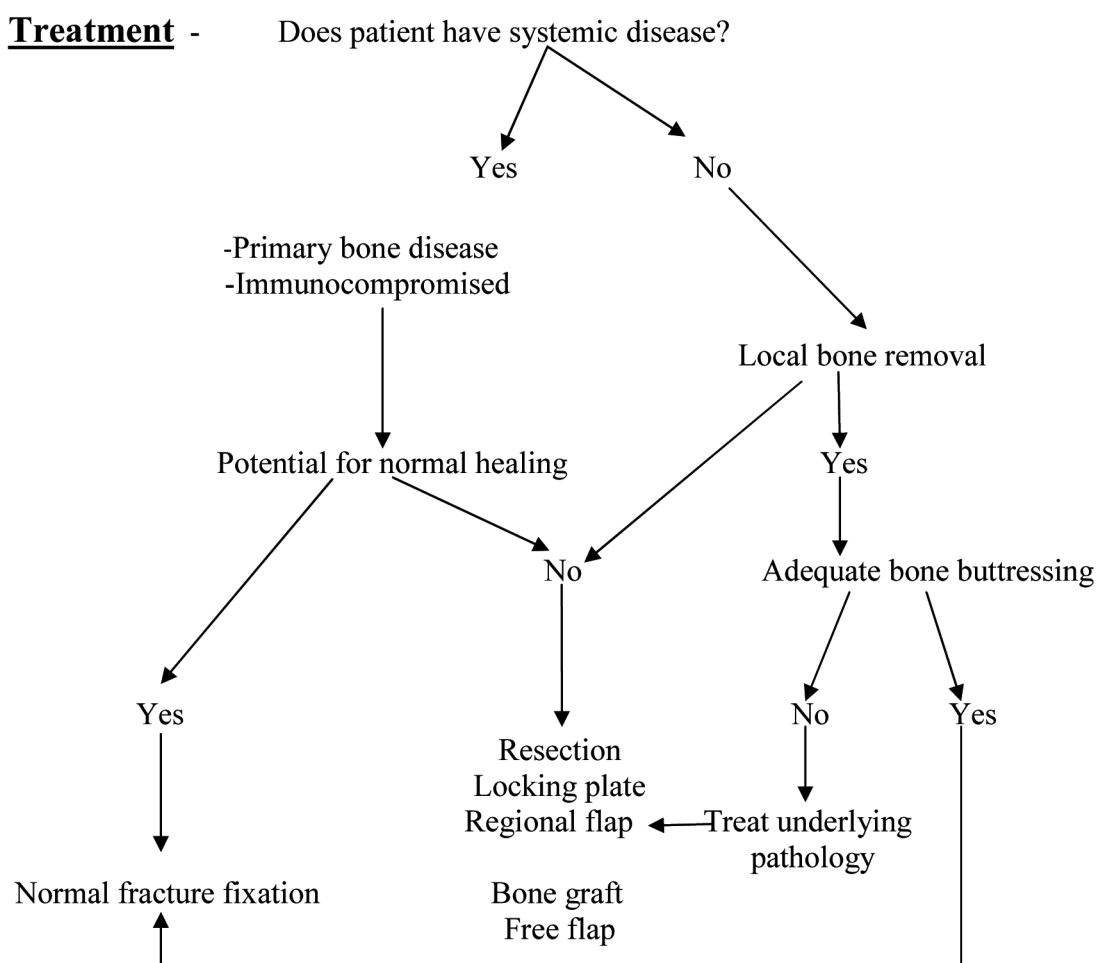 Treatment - Does patient have systemic disease?
Yes No
-Primary bone disease
-Immunocompromised
Local bone removal
Potential for normal healing Yes
No Adequate bone buttressing
Yes No Yes
Resection
Locking plate
Regional flap Treat underlying
pathology
Normal fracture fixation Bone graft
Free flap